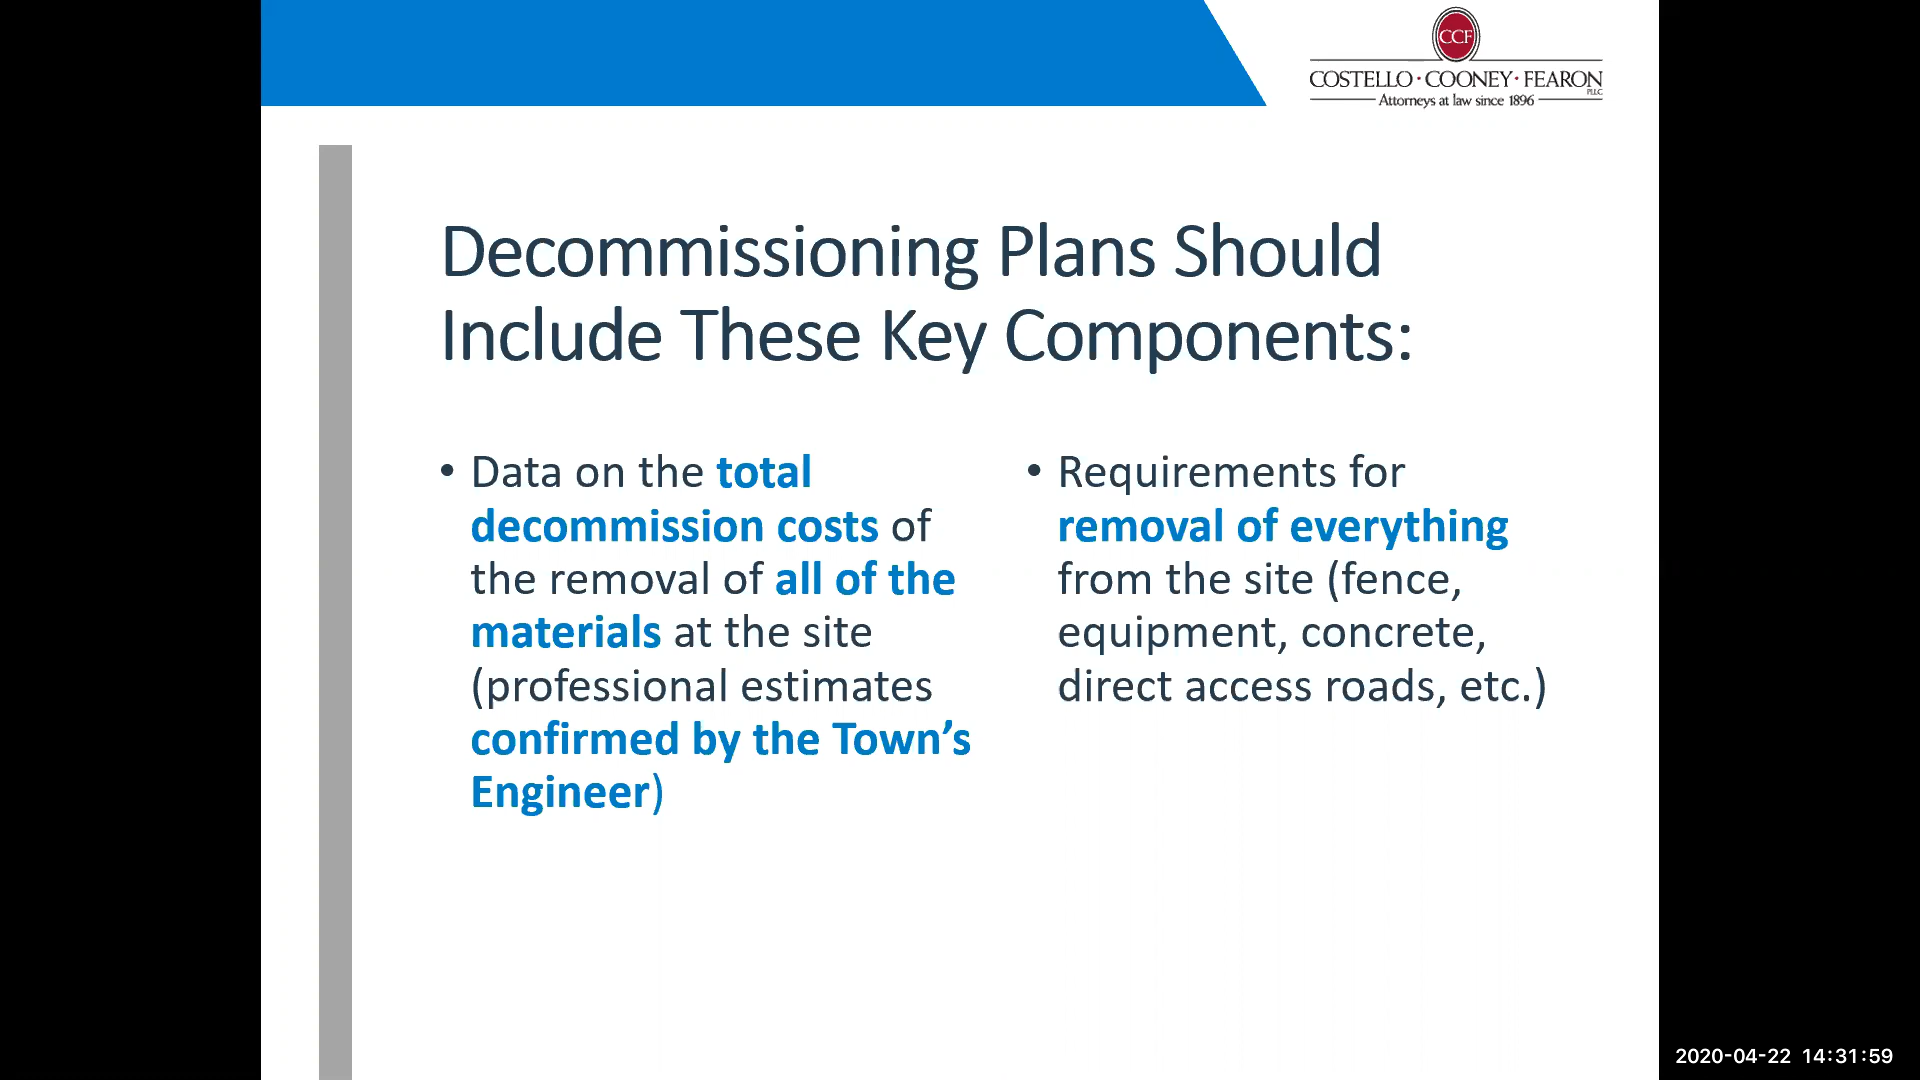 CCF
COSTELLO·COONEY·FEARON
PLLC
Attorneys at law since 1896
Decommissioning Plans Should
Include These Key Components:
• Data on the total
decommission costs of
the removal of all of the
materials at the site
(professional estimates
confirmed by the Town’s
Engineer)
• Requirements for
removal of everything
from the site (fence,
equipment, concrete,
direct access roads, etc.)
2020-04-22 14:31:59